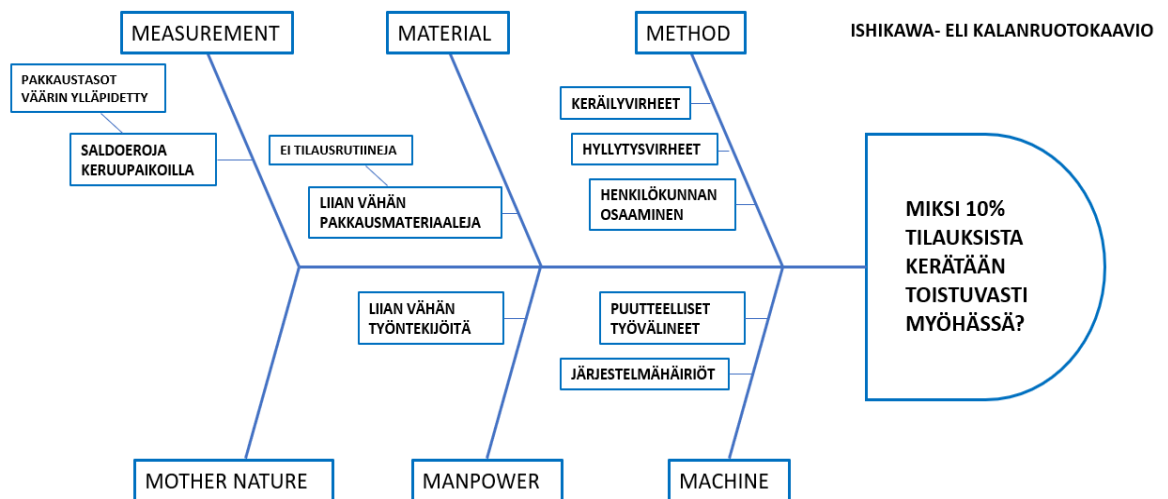 MEASUREMENT
MATERIAL
METHOD
ISHIKAWA- ELI KALANRUOTOKAAVIO
PAKKAUSTASOT
VÄÄRIN YLLÄPIDETTY
SALDOEROJA
KERUUPAIKOILLA
EI TILAUSRUTIINEJA
LIIAN VÄHÄN
PAKKAUSMATERIAALEJA
KERÄILYVIRHEET
HYLLYTYSVIRHEET
HENKILÖKUNNAN
OSAAMINEN
MIKSI 10%
TILAUKSISTA
KERÄTÄÄN
TOISTUVASTI
MYÖHÄSSÄ?
LIIAN VÄHÄN
TYÖNTEKIJÖITÄ
PUUTTEELLISET
TYÖVÄLINEET
JÄRJESTELMÄHÄIRIÖT
MOTHER NATURE
MANPOWER
MACHINE